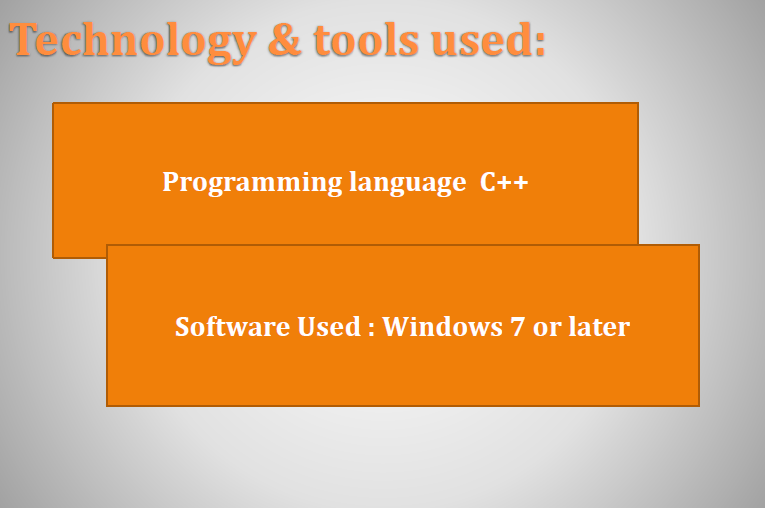 Technology & tools used:
Programming language  C++
Software Used : Windows 7 or later